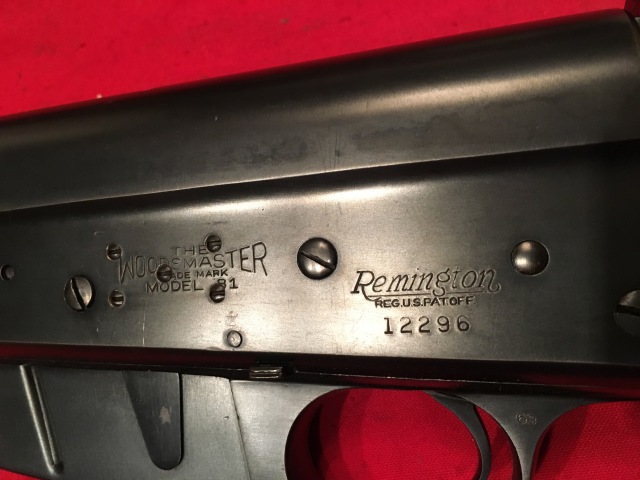 THE
WOODSMASTER
TRADE MARK
MODEL 81
Remington
REG.U.S.PAT.OFF
12296